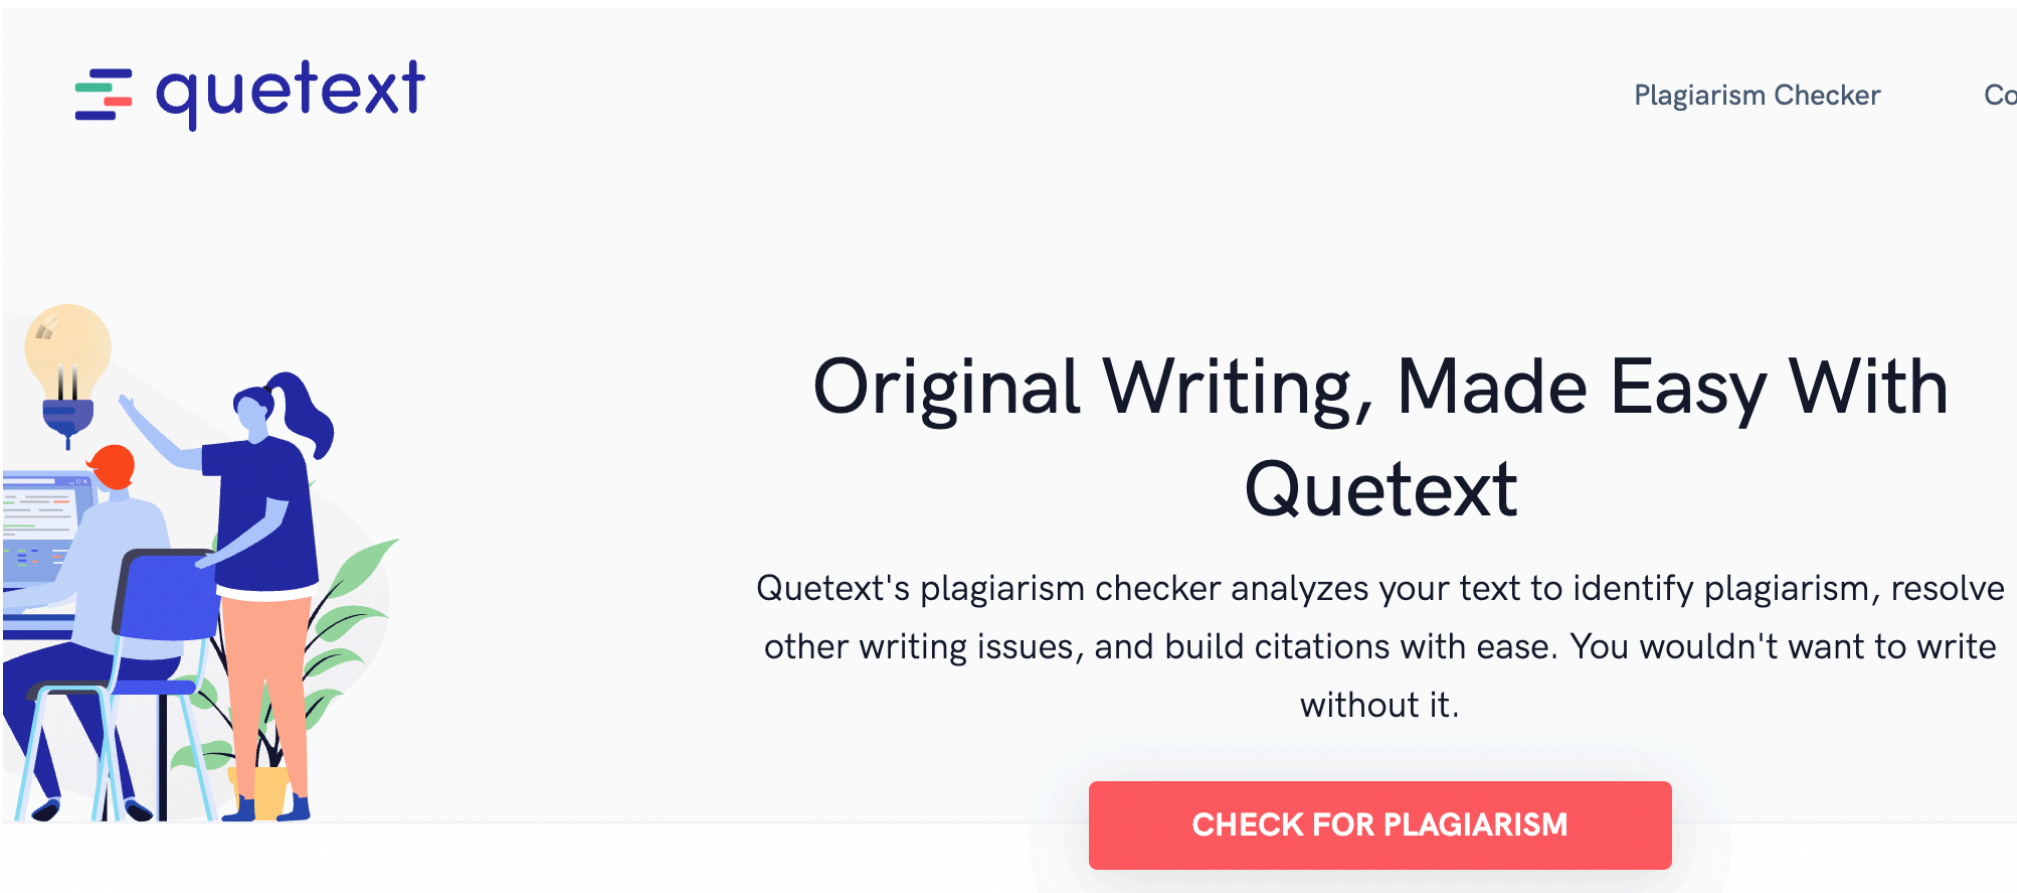 quetext
Plagiarism Checker
Original Writing, Made Easy With
Quetext
Quetext's plagiarism checker analyzes your text to identify plagiarism, resolve
other writing issues, and build citations with ease. You wouldn't want to write
without it.
CHECK FOR PLAGIARISM